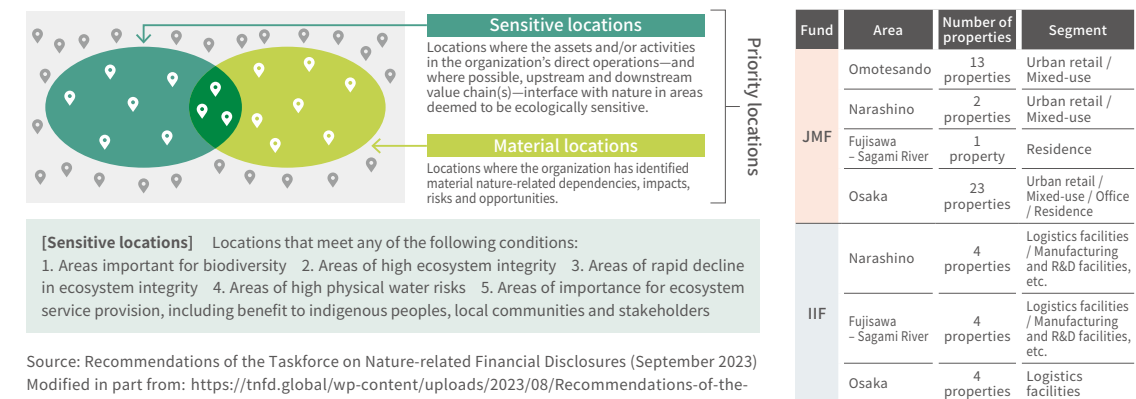 Sensitive locations
Locations where the assets and/or activities
in the organization's direct operations—and
where possible, upstream and downstream
value chain(s)—interface with nature in areas
deemed to be ecologically sensitive.
Material locations
Locations where the organization has identified
material nature-related dependencies, impacts,
risks and opportunities.
Priority locations
[Sensitive locations] Locations that meet any of the following conditions:
1. Areas important for biodiversity 2. Areas of high ecosystem integrity 3. Areas of rapid decline
in ecosystem integrity 4. Areas of high physical water risks 5. Areas of importance for ecosystem
service provision, including benefit to indigenous peoples, local communities and stakeholders
Source: Recommendations of the Taskforce on Nature-related Financial Disclosures (September 2023)
Modified in part from: https://tnfd.global/wp-content/uploads/2023/08/Recommendations-of-the-
Fund Area Number of properties Segment
JMF
Omotesando 13 properties Urban retail / Mixed-use
Narashino 2 properties Urban retail / Mixed-use
Fujisawa – Sagami River 1 property Residence
Osaka 23 properties Urban retail / Mixed-use / Office / Residence
IIF
Narashino 4 properties Logistics facilities / Manufacturing and R&D facilities, etc.
Fujisawa – Sagami River 4 properties Logistics facilities / Manufacturing and R&D facilities, etc.
Osaka 4 properties Logistics facilities